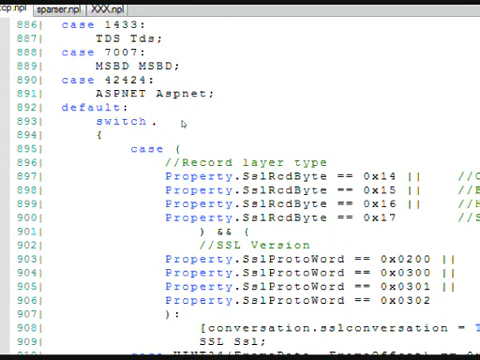 cp.npl sparser.npl XXX.npl
886| case 1433:
887| TDS Tds;
888| case 7007:
889| MSBD MSBD;
890| case 42424:
891| ASPNET Aspnet;
892| default:
893| switch.
894| {
895| case (
896| //Record layer type
897| Property.SslRcdByte == 0x14 || //
898| Property.SslRcdByte == 0x15 || //
899| Property.SslRcdByte == 0x16 || //
900| Property.SslRcdByte == 0x17 //
901| ) && (
902| //SSL Version
903| Property.SslProtoWord == 0x0200 ||
904| Property.SslProtoWord == 0x0300 ||
905| Property.SslProtoWord == 0x0301 ||
906| Property.SslProtoWord == 0x0302
907| ):
908| [conversation.sslconversation = T
909| SSL Ssl;